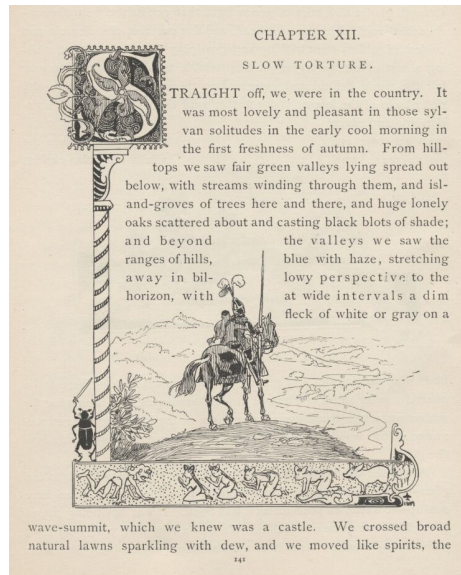 CHAPTER XII.
SLOW TORTURE.
STRAIGHT off, we were in the country. It
was most lovely and pleasant in those syl-
van solitudes in the early cool morning in
the first freshness of autumn. From hill-
tops we saw fair green valleys lying spread out
below, with streams winding through them, and isl-
and-groves of trees here and there, and huge lonely
oaks scattered about and casting black blots of shade;
and beyond the valleys we saw the
ranges of hills, blue with haze, stretching
away in bil- lowy perspective to the
horizon, with at wide intervals a dim
fleck of white or gray on a
wave-summit, which we knew was a castle. We crossed broad
natural lawns sparkling with dew, and we moved like spirits, the
141